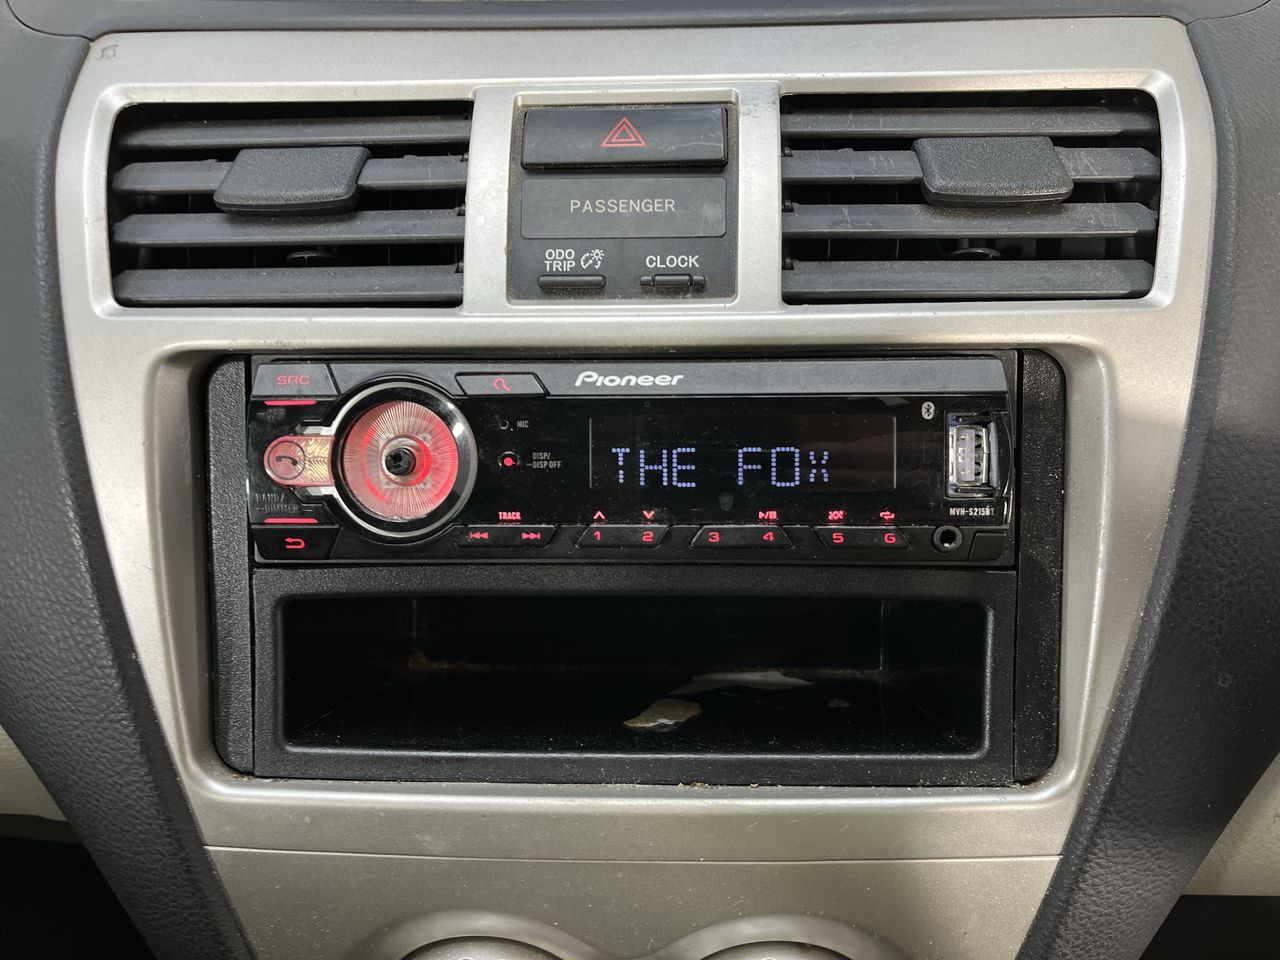 PASSENGER
ODO
TRIP
CLOCK
SRC
Pioneer
MIC
DISP/
DISP OFF
THE FOX
BAND/
DIMMER
MVH-S215BT
TRACK
1
2
3
4
5
6